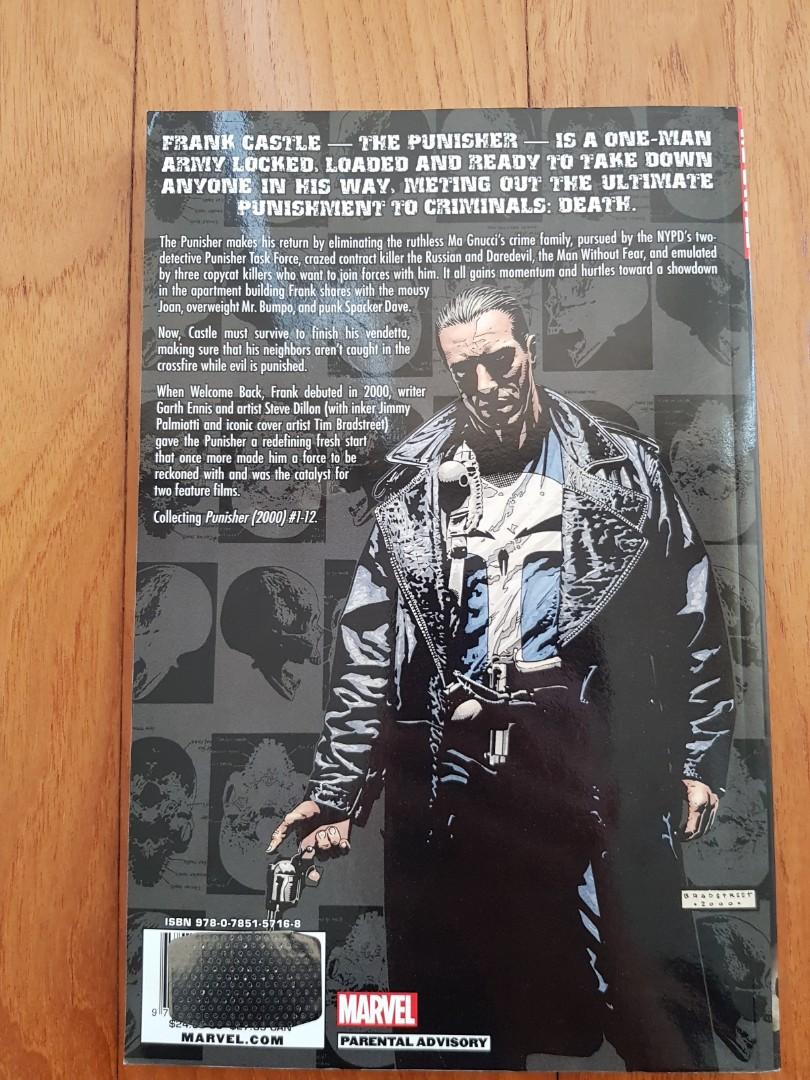 FRANK CASTLE — THE PUNISHER — IS A ONE-MAN
ARMY LOCKED, LOADED AND READY TO TAKE DOWN
ANYONE IN HIS WAY, METING OUT THE ULTIMATE
PUNISHMENT TO CRIMINALS: DEATH.
The Punisher makes his return by eliminating the ruthless Ma Gnucci's crime family, pursued by the NYPD's two-
detective Punisher Task Force, crazed contract killer the Russian and Daredevil, the Man Without Fear, and emulated
by three copycat killers who want to join forces with him. It all gains momentum and hurtles toward a showdown
in the apartment building Frank shares with the mousy
Joan, overweight Mr. Bumpo, and punk Spacker Dave.
Now, Castle must survive to finish his vendetta,
making sure that his neighbors aren't caught in the
crossfire while evil is punished.
When Welcome Back, Frank debuted in 2000, writer
Garth Ennis and artist Steve Dillon (with inker Jimmy
Palmiotti and iconic cover artist Tim Bradstreet)
gave the Punisher a redefining fresh start
that once more made him a force to be
reckoned with and was the catalyst for
two feature films.
Collecting Punisher (2000) #1-12.
BRADSTREET
•2000•
ISBN 978-0-7851-5716-8
9 7
MARVEL.COM
MARVEL
PARENTAL ADVISORY